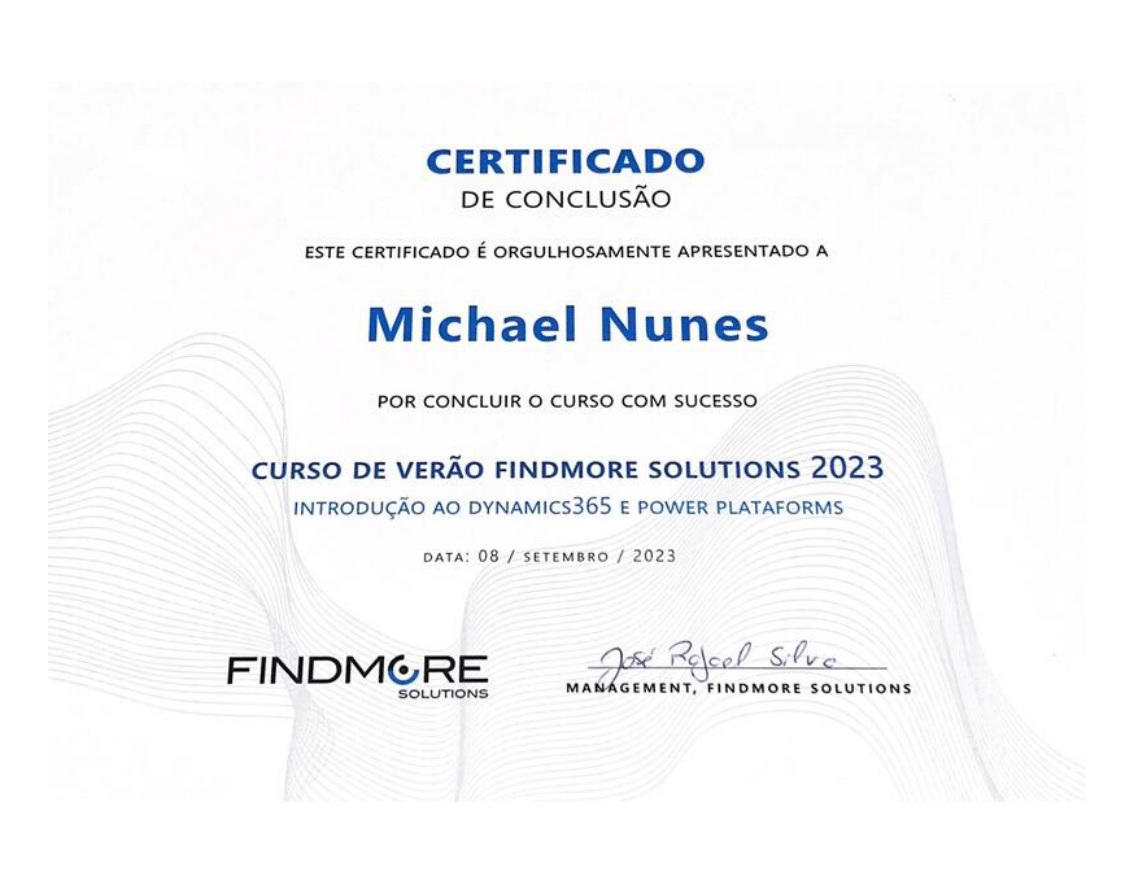 CERTIFICADO
DE CONCLUSÃO
ESTE CERTIFICADO É ORGULHOSAMENTE APRESENTADO A
Michael Nunes
POR CONCLUIR O CURSO COM SUCESSO
CURSO DE VERÃO FINDMORE SOLUTIONS 2023
INTRODUÇÃO AO DYNAMICS365 E POWER PLATAFORMS
DATA: 08 / SETEMBRO / 2023
José Rafael Silva
FINDMORE
SOLUTIONS
MANAGEMENT, FINDMORE SOLUTIONS